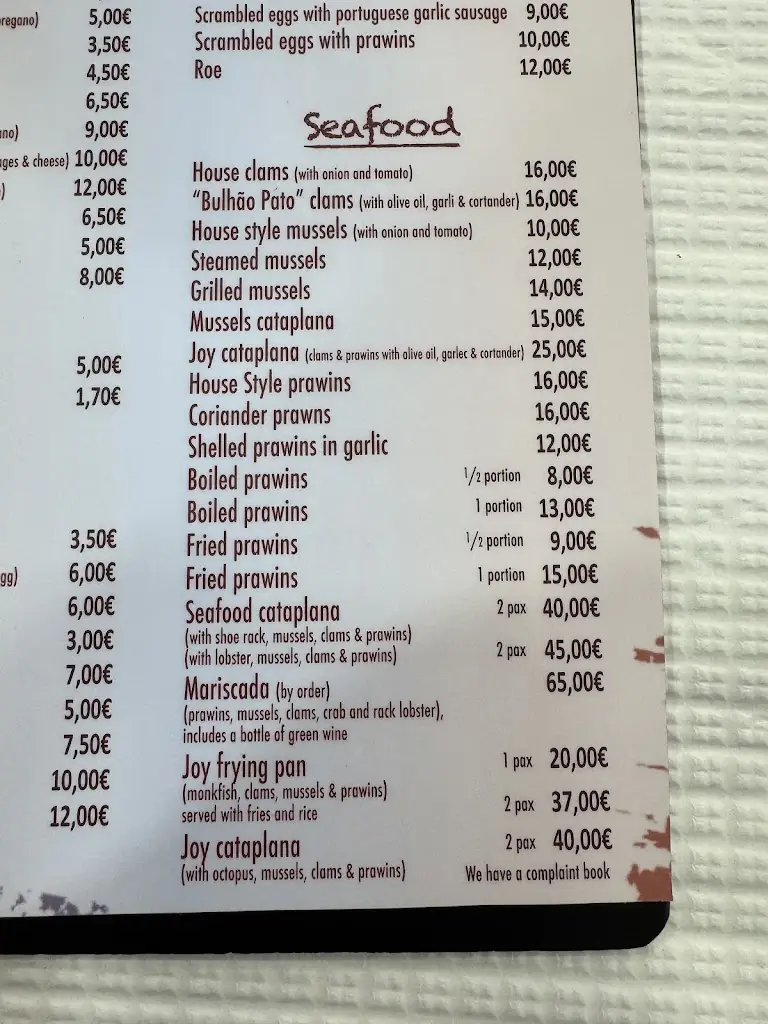 regano) 5,00€
3,50€
4,50€
6,50€
ano) 9,00€
ages & cheese) 10,00€
) 12,00€
6,50€
5,00€
8,00€
5,00€
1,70€
3,50€
gg) 6,00€
6,00€
3,00€
7,00€
5,00€
7,50€
10,00€
12,00€
Scrambled eggs with portuguese garlic sausage 9,00€
Scrambled eggs with prawins 10,00€
Roe 12,00€
Seafood
House clams (with onion and tomato) 16,00€
"Bulhão Pato" clams (with olive oil, garli & cortander) 16,00€
House style mussels (with onion and tomato) 10,00€
Steamed mussels 12,00€
Grilled mussels 14,00€
Mussels cataplana 15,00€
Joy cataplana (clams & prawins with olive oil, garlec & cortander) 25,00€
House Style prawins 16,00€
Coriander prawns 16,00€
Shelled prawins in garlic 12,00€
Boiled prawins 1/2 portion 8,00€
Boiled prawins 1 portion 13,00€
Fried prawins 1/2 portion 9,00€
Fried prawins 1 portion 15,00€
Seafood cataplana 2 pax 40,00€
(with shoe rack, mussels, clams & prawins)
(with lobster, mussels, clams & prawins) 2 pax 45,00€
Mariscada (by order) 65,00€
(prawins, mussels, clams, crab and rack lobster),
includes a bottle of green wine
Joy frying pan 1 pax 20,00€
(monkfish, clams, mussels & prawins)
served with fries and rice 2 pax 37,00€
Joy cataplana 2 pax 40,00€
(with octopus, mussels, clams & prawins) We have a complaint book